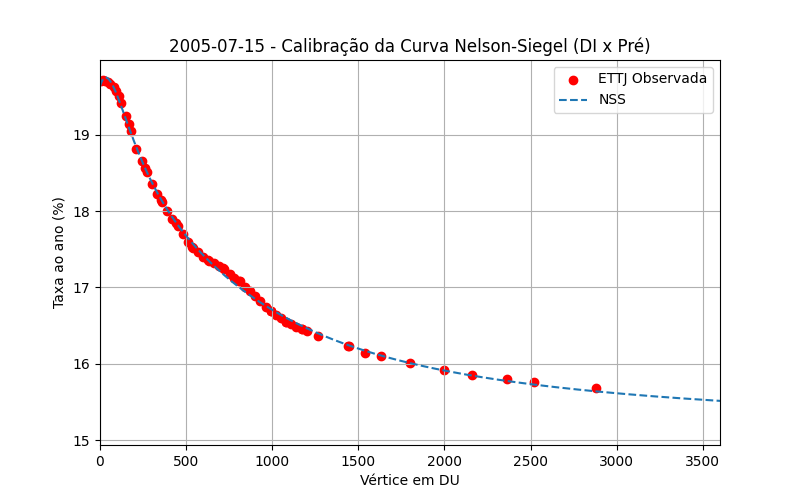 2005-07-15 - Calibração da Curva Nelson-Siegel (DI x Pré)
ETTJ Observada
NSS
Taxa ao ano (%)
19
18
17
16
15
0 500 1000 1500 2000 2500 3000 3500
Vértice em DU